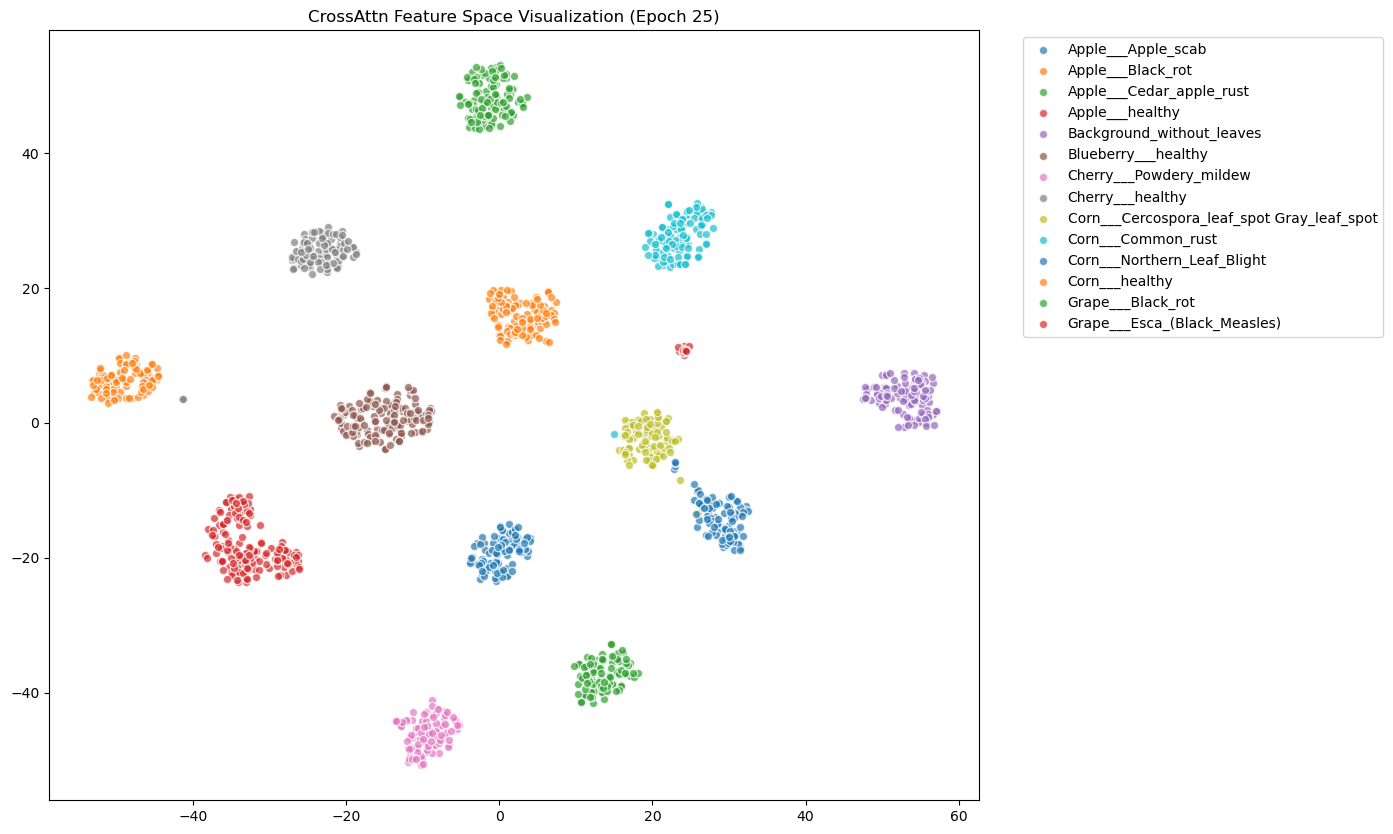 CrossAttn Feature Space Visualization (Epoch 25)
40
20
0
−20
−40
−40
−20
0
20
40
60
Apple___Apple_scab
Apple___Black_rot
Apple___Cedar_apple_rust
Apple___healthy
Background_without_leaves
Blueberry___healthy
Cherry___Powdery_mildew
Cherry___healthy
Corn___Cercospora_leaf_spot Gray_leaf_spot
Corn___Common_rust
Corn___Northern_Leaf_Blight
Corn___healthy
Grape___Black_rot
Grape___Esca_(Black_Measles)